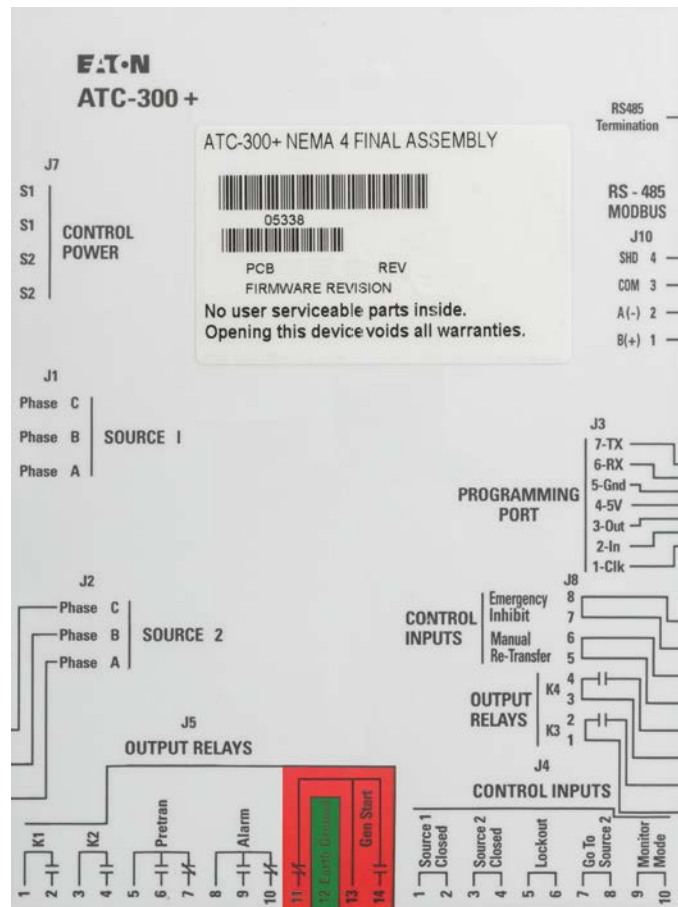 EATON
ATC-300 +
RS485
Termination
ATC-300+ NEMA 4 FINAL ASSEMBLY
05338
PCB REV
FIRMWARE REVISION
No user serviceable parts inside.
Opening this device voids all warranties.
J7
S1
S1
S2
S2
CONTROL
POWER
RS - 485
MODBUS
J10
SHD 4
COM 3
A(-) 2
B(+) 1
J1
Phase C
Phase B
Phase A
SOURCE 1
J3
7-TX
6-RX
5-Gnd
4-5V
3-Out
2-In
1-Clk
PROGRAMMING
PORT
J2
Phase C
Phase B
Phase A
SOURCE 2
J8
CONTROL
INPUTS
Emergency
Inhibit
Manual
Re-Transfer
8
7
6
5
OUTPUT
RELAYS
K4
K3
4
3
2
1
J5
OUTPUT RELAYS
K1
K2
Pretran
Alarm
Gen Start
1
2
3
4
5
6
7
8
9
10
11
12 Earth Ground
13
14
J4
CONTROL INPUTS
Source 1
Closed
Source 2
Closed
Lockout
Go To
Source 2
Monitor
Mode
1
2
3
4
5
6
7
8
9
10